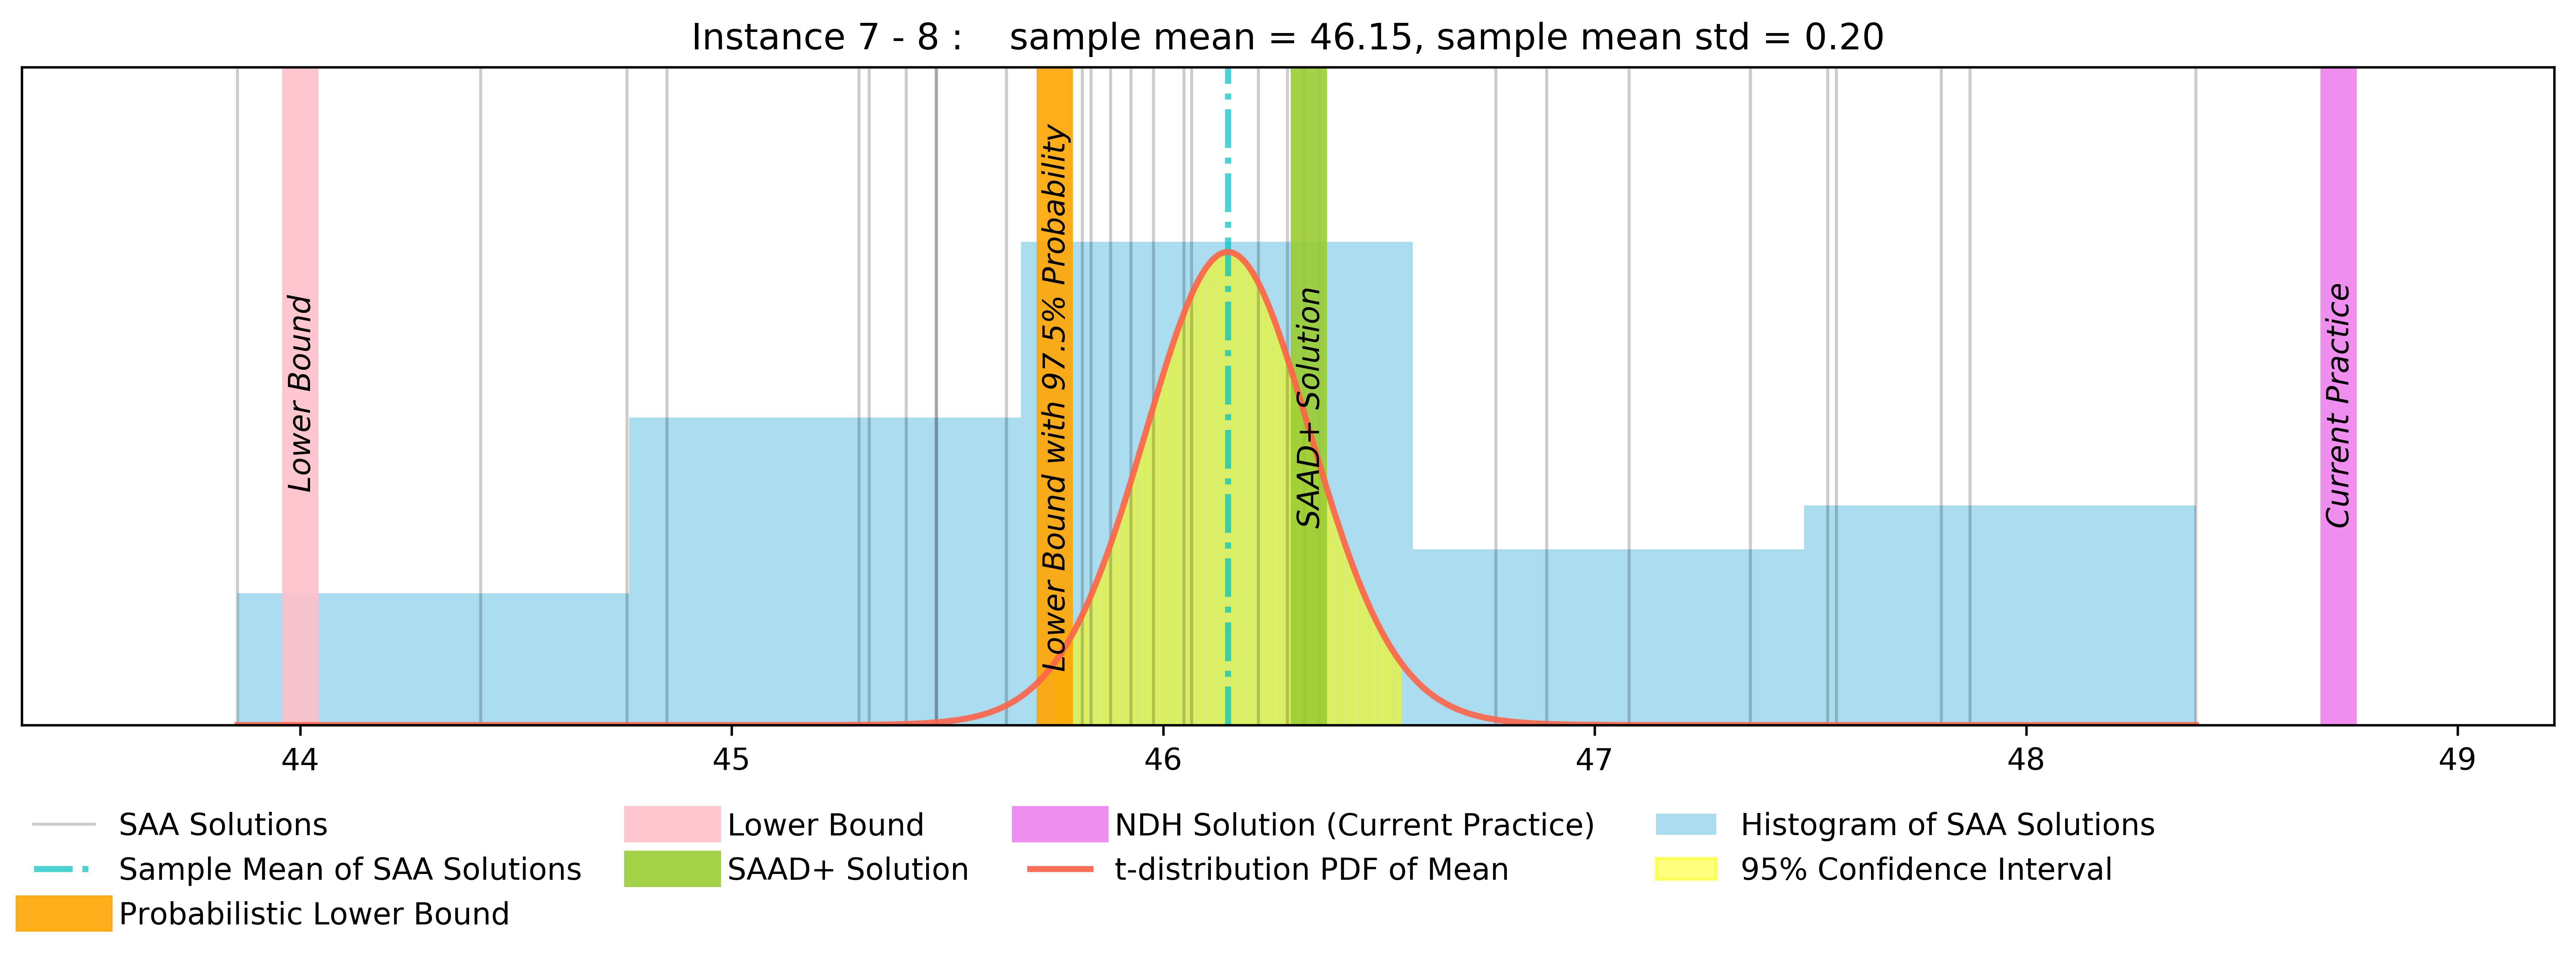 Instance 7 - 8 :    sample mean = 46.15, sample mean std = 0.20
Lower Bound
Lower Bound with 97.5% Probability
SAAD+ Solution
Current Practice
44 45 46 47 48 49
SAA Solutions
Sample Mean of SAA Solutions
Probabilistic Lower Bound
Lower Bound
SAAD+ Solution
NDH Solution (Current Practice)
t-distribution PDF of Mean
Histogram of SAA Solutions
95% Confidence Interval